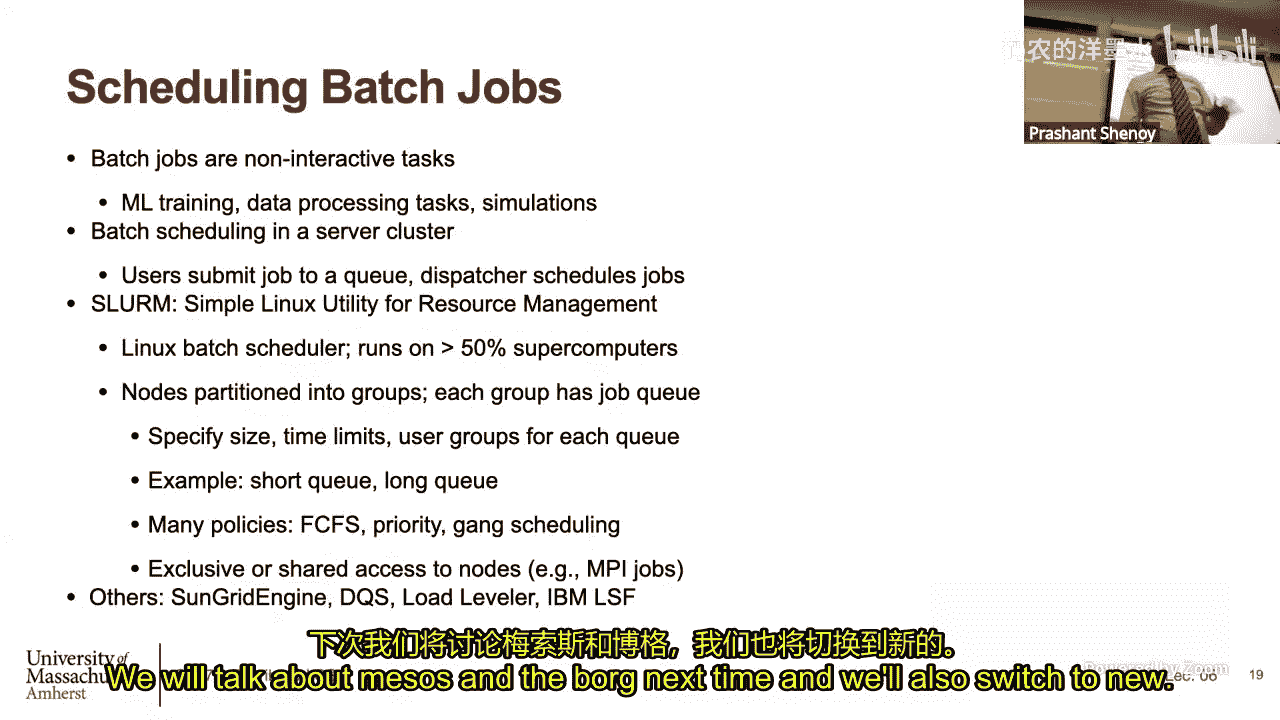 Scheduling Batch Jobs
Prashant Shenoy
• Batch jobs are non-interactive tasks
• ML training, data processing tasks, simulations
• Batch scheduling in a server cluster
• Users submit job to a queue, dispatcher schedules jobs
• SLURM: Simple Linux Utility for Resource Management
• Linux batch scheduler; runs on > 50% supercomputers
• Nodes partitioned into groups; each group has job queue
• Specify size, time limits, user groups for each queue
• Example: short queue, long queue
• Many policies: FCFS, priority, gang scheduling
• Exclusive or shared access to nodes (e.g., MPI jobs)
• Others: SunGridEngine, DQS, Load Leveler, IBM LSF
下次我们将讨论梅索斯和博格，我们也将切换到新的。
We will talk about mesos and the borg next time and we'll also switch to new.
University of
Amherst
Powered by Zoom
Lec. 06
19